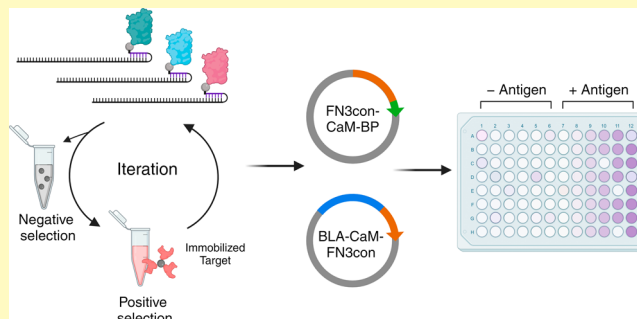 Iteration
Negative
selection
Immobilized
Target
Positive
selection
FN3con-
CaM-BP
BLA-CaM-
FN3con
– Antigen + Antigen
1 2 3 4 5 6 7 8 9 10 11 12
A
B
C
D
E
F
G
H